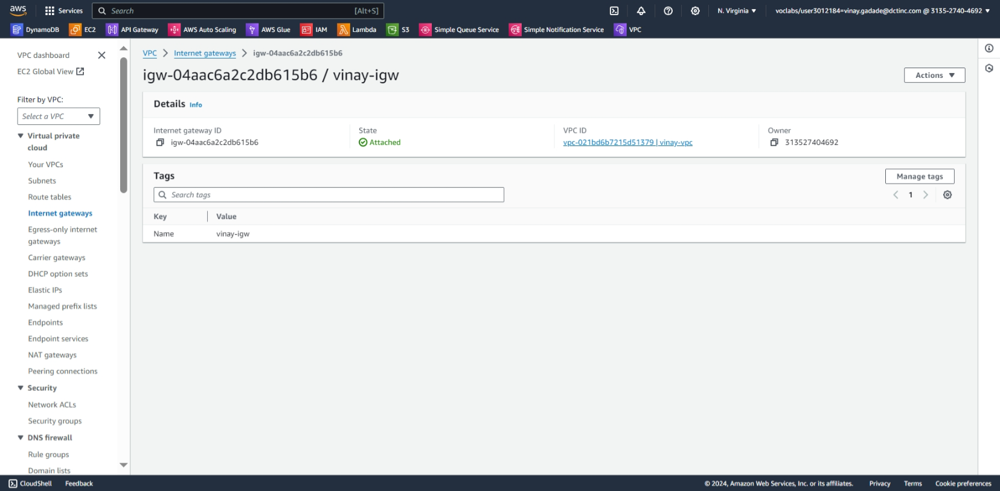 aws Services Search [Alt+S] N. Virginia voclabs/user3012184=vinay.gadade@dctinc.com @ 3135-2740-4692
DynamoDB EC2 API Gateway AWS Auto Scaling AWS Glue IAM Lambda S3 Simple Queue Service Simple Notification Service VPC
VPC dashboard
EC2 Global View
Filter by VPC:
Select a VPC
Virtual private
cloud
Your VPCs
Subnets
Route tables
Internet gateways
Egress-only internet
gateways
Carrier gateways
DHCP option sets
Elastic IPs
Managed prefix lists
Endpoints
Endpoint services
NAT gateways
Peering connections
Security
Network ACLs
Security groups
DNS firewall
Rule groups
Domain lists
VPC Internet gateways igw-04aac6a2c2db615b6
igw-04aac6a2c2db615b6 / vinay-igw
Actions
Details Info
Internet gateway ID
igw-04aac6a2c2db615b6
State
Attached
VPC ID
vpc-021bd6b7215d51379 | vinay-vpc
Owner
313527404692
Tags
Manage tags
Search tags
1
Key Value
Name vinay-igw
CloudShell Feedback © 2024, Amazon Web Services, Inc. or its affiliates. Privacy Terms Cookie preferences